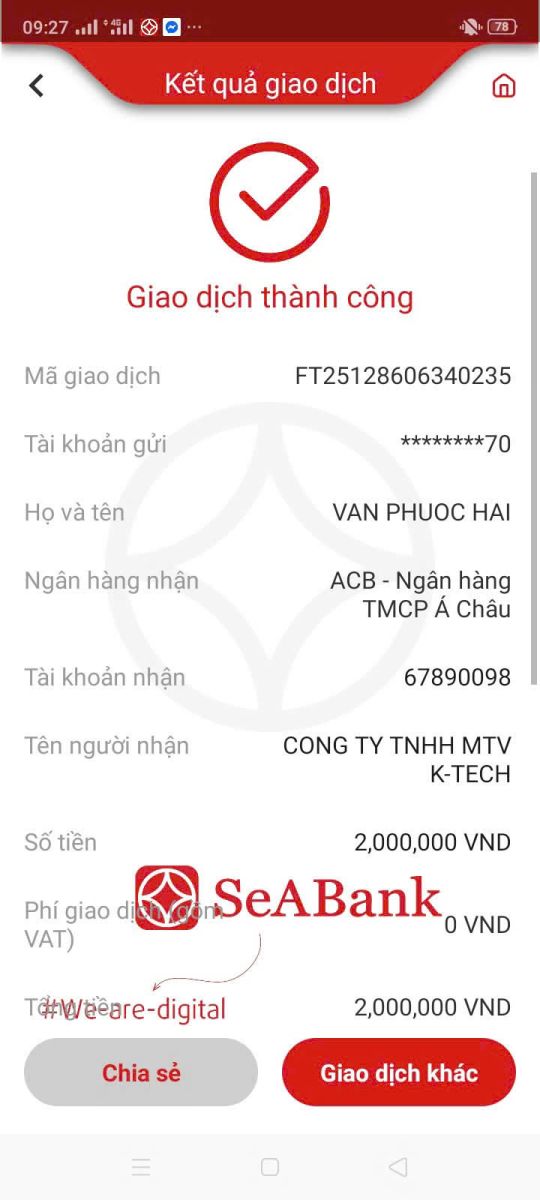 09:27 4G 78
Kết quả giao dịch
Giao dịch thành công
Mã giao dịch FT25128606340235
Tài khoản gửi ********70
Họ và tên VAN PHUOC HAI
Ngân hàng nhận ACB - Ngân hàng
TMCP Á Châu
Tài khoản nhận 67890098
Tên người nhận CONG TY TNHH MTV
K-TECH
Số tiền 2,000,000 VND
SeABank
Phí giao dịch (gồm
VAT) 0 VND
#We-are-digital
Tổng tiền 2,000,000 VND
Chia sẻ Giao dịch khác